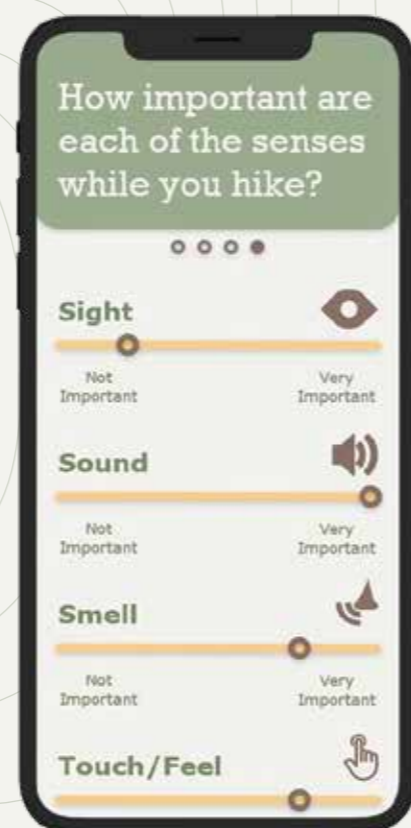 How important are
each of the senses
while you hike?
Sight
Not Important
Very Important
Sound
Not Important
Very Important
Smell
Not Important
Very Important
Touch/Feel